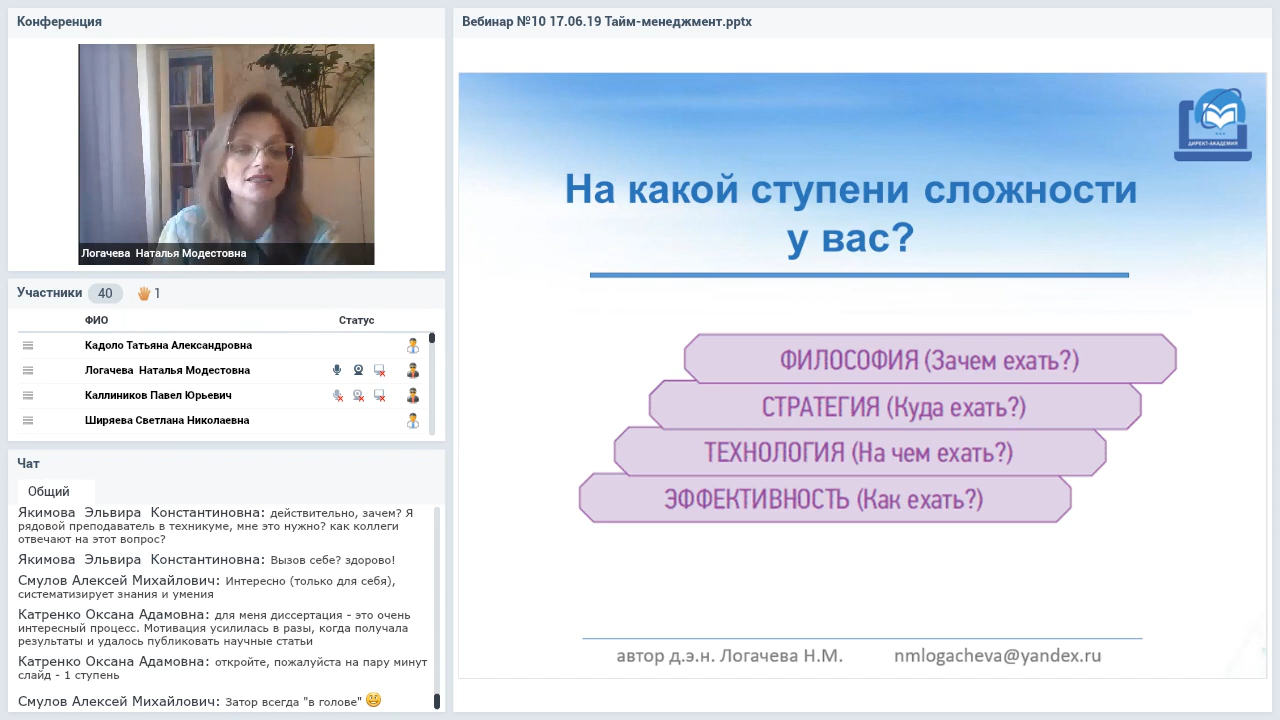 Конференция
Логачева  Наталья Модестовна
Участники 40 1
ФИО Статус
Кадоло Татьяна Александровна
Логачева  Наталья Модестовна
Каллиников Павел Юрьевич
Ширяева Светлана Николаевна
Чат
Общий
Якимова  Эльвира  Константиновна: действительно, зачем? Я
рядовой преподаватель в техникуме, мне это нужно? как коллеги
отвечают на этот вопрос?
Якимова  Эльвира  Константиновна: Вызов себе? здорово!
Смулов Алексей Михайлович: Интересно (только для себя),
систематизирует знания и умения
Катренко Оксана Адамовна: для меня диссертация - это очень
интересный процесс. Мотивация усилилась в разы, когда получала
результаты и удалось публиковать научные статьи
Катренко Оксана Адамовна: откройте, пожалуйста на пару минут
слайд - 1 ступень
Смулов Алексей Михайлович: Затор всегда "в голове"
Вебинар №10 17.06.19 Тайм-менеджмент.pptx
ДИРЕКТ-АКАДЕМИЯ
На какой ступени сложности
у вас?
ФИЛОСОФИЯ (Зачем ехать?)
СТРАТЕГИЯ (Куда ехать?)
ТЕХНОЛОГИЯ (На чем ехать?)
ЭФФЕКТИВНОСТЬ (Как ехать?)
автор д.э.н. Логачева Н.М. nmlogacheva@yandex.ru